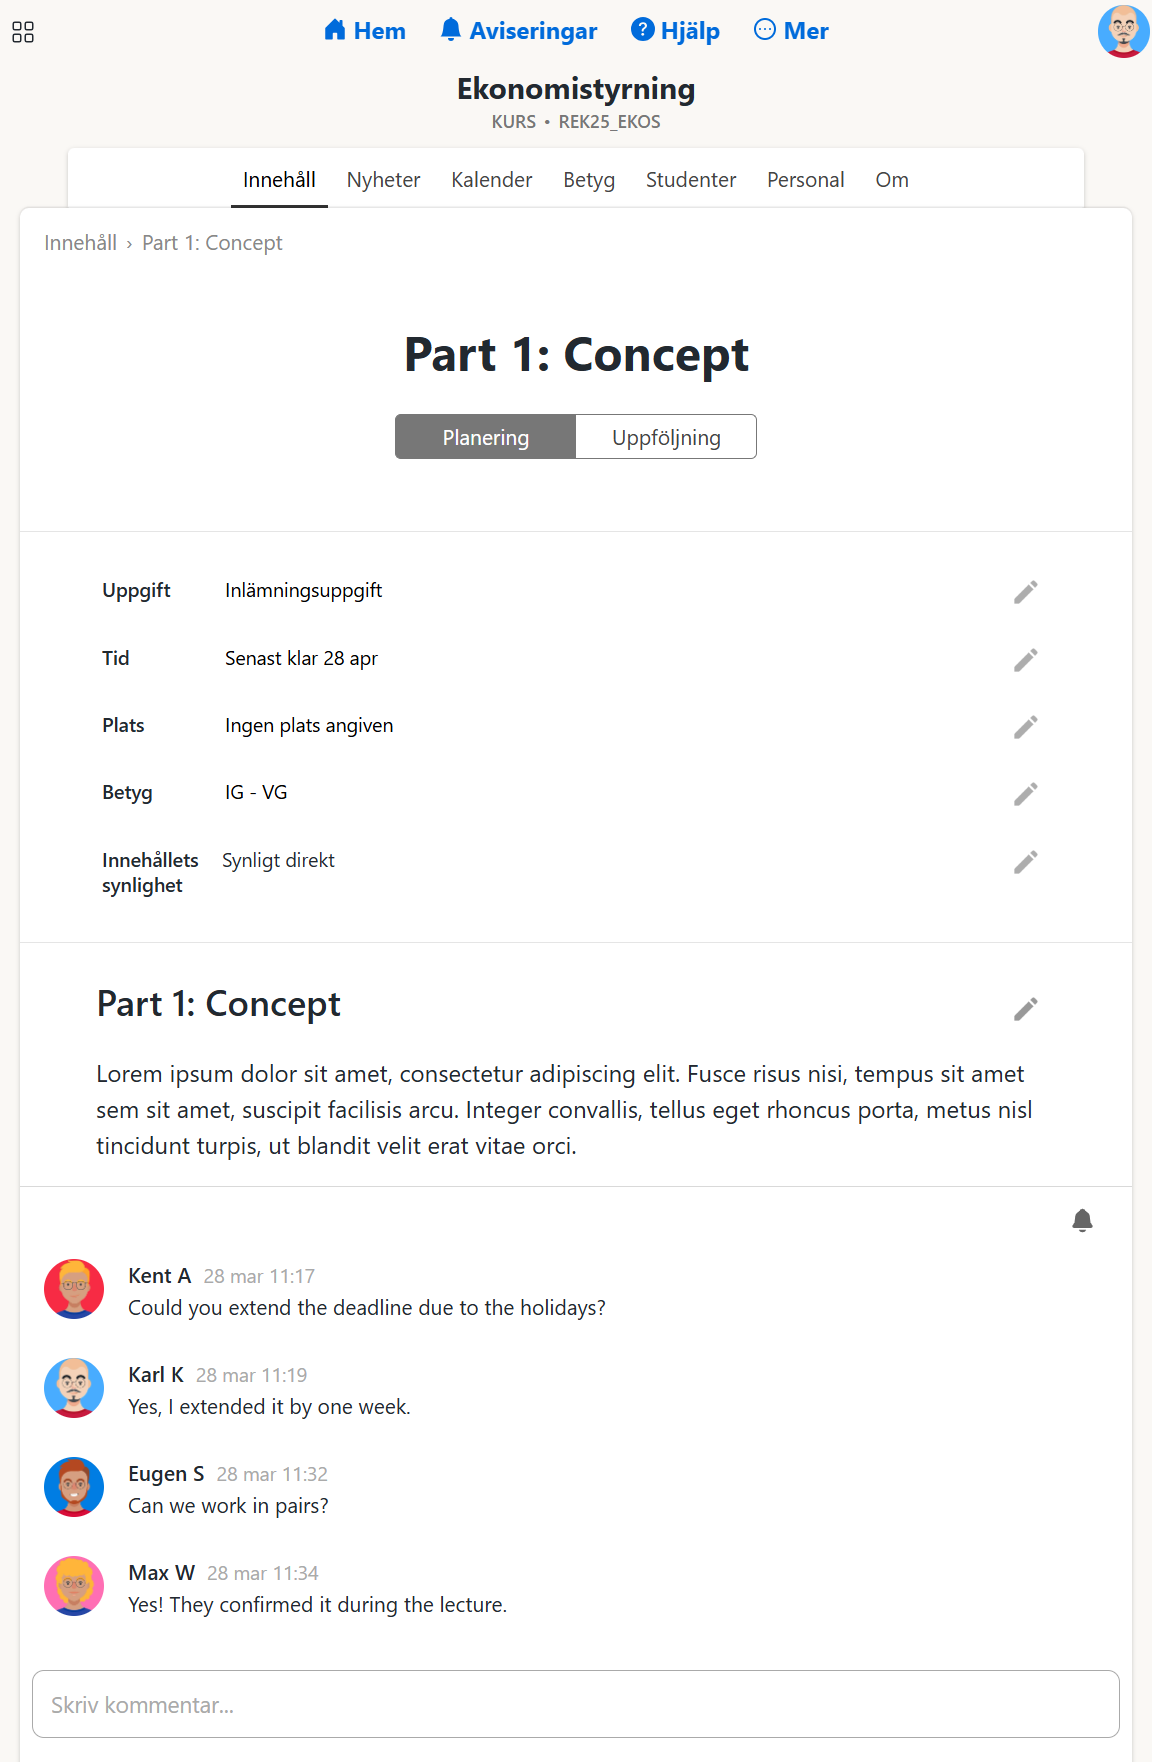 Hem Aviseringar Hjälp Mer
Ekonomistyrning
KURS • REK25_EKOS
Innehåll Nyheter Kalender Betyg Studenter Personal Om
Innehåll › Part 1: Concept
Part 1: Concept
Planering Uppföljning
Uppgift Inlämningsuppgift
Tid Senast klar 28 apr
Plats Ingen plats angiven
Betyg IG - VG
Innehållets Synligt direkt
synlighet
Part 1: Concept
Lorem ipsum dolor sit amet, consectetur adipiscing elit. Fusce risus nisi, tempus sit amet
sem sit amet, suscipit facilisis arcu. Integer convallis, tellus eget rhoncus porta, metus nisl
tincidunt turpis, ut blandit velit erat vitae orci.
Kent A 28 mar 11:17
Could you extend the deadline due to the holidays?
Karl K 28 mar 11:19
Yes, I extended it by one week.
Eugen S 28 mar 11:32
Can we work in pairs?
Max W 28 mar 11:34
Yes! They confirmed it during the lecture.
Skriv kommentar...